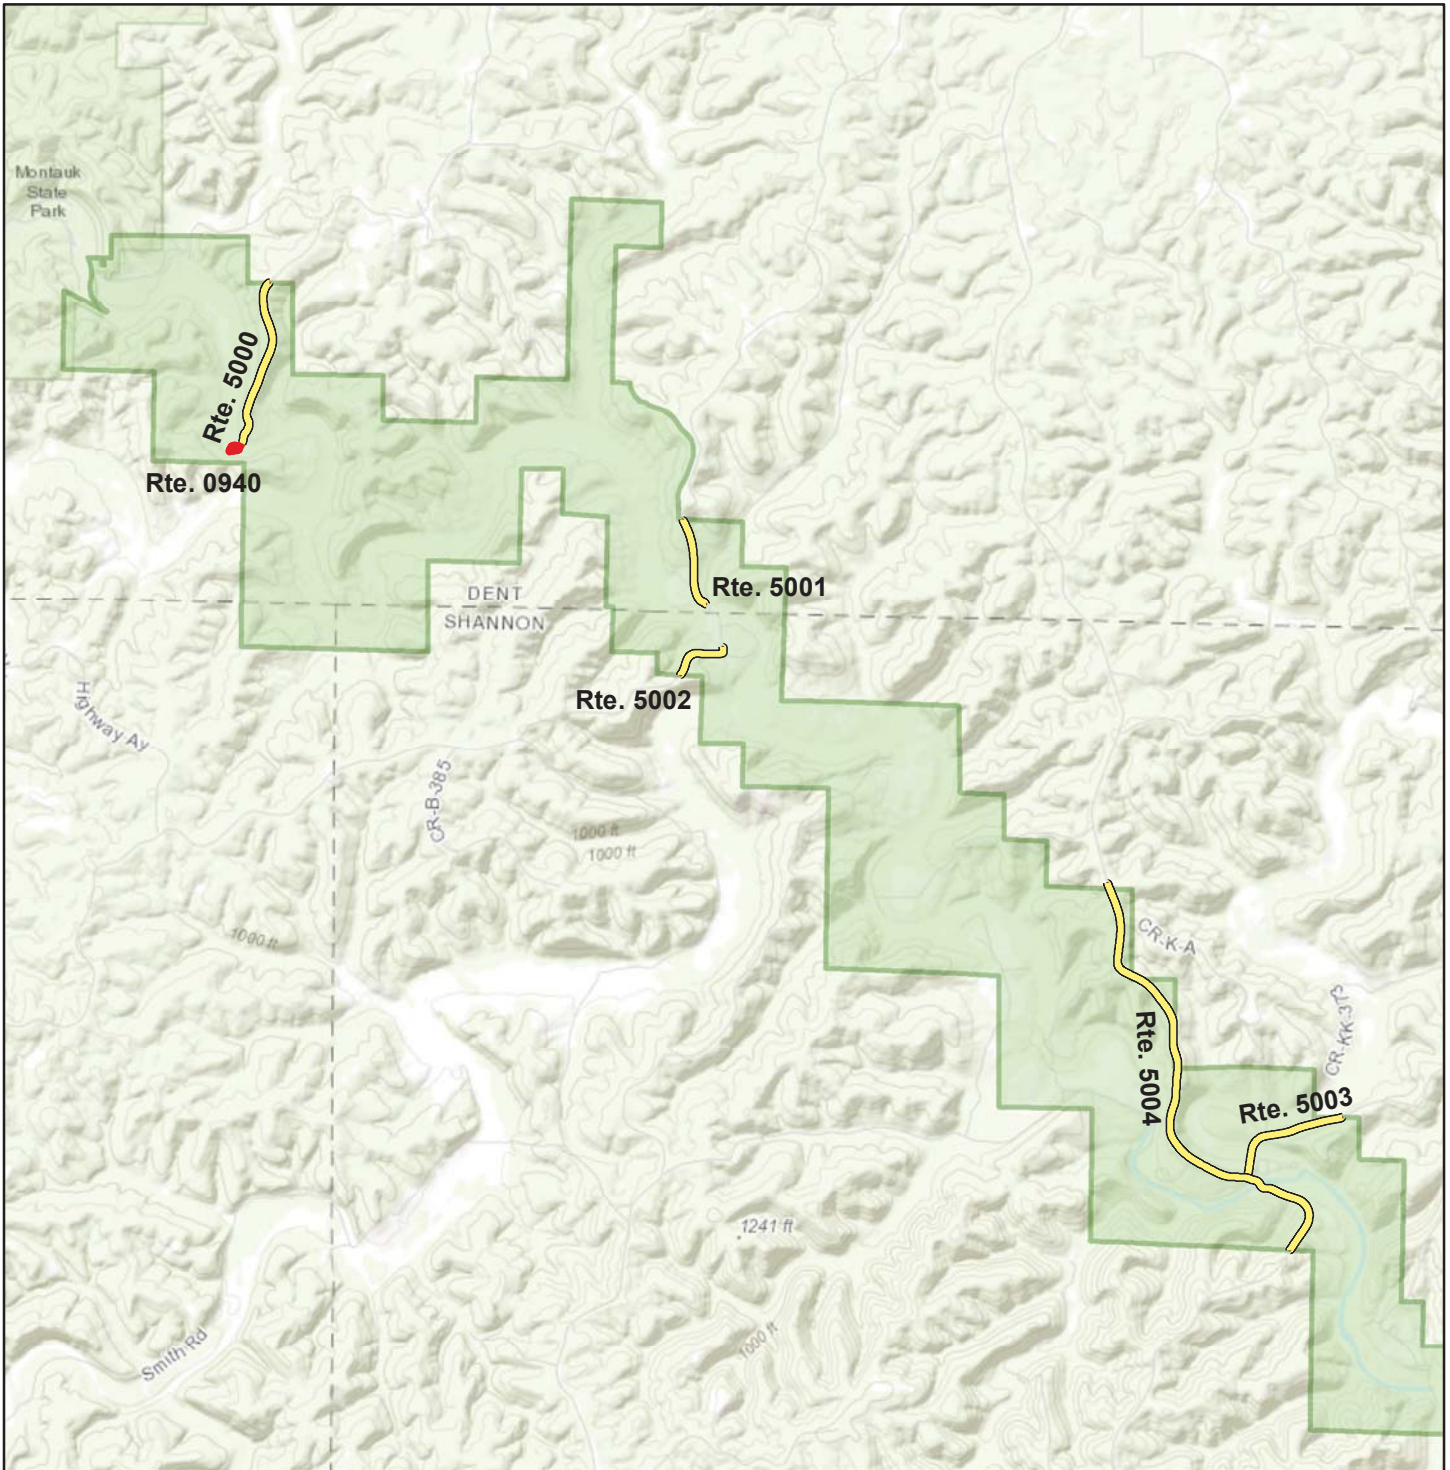 Montauk
State
Park
Rte. 5000
Rte. 0940
DENT
SHANNON
Rte. 5001
Rte. 5002
Highway Ay
CR-B-385
1000 ft
1000 ft
1000 ft
CR-K-A
CR-KK-373
Rte. 5004
Rte. 5003
1241 ft
1000 ft
Smith Rd